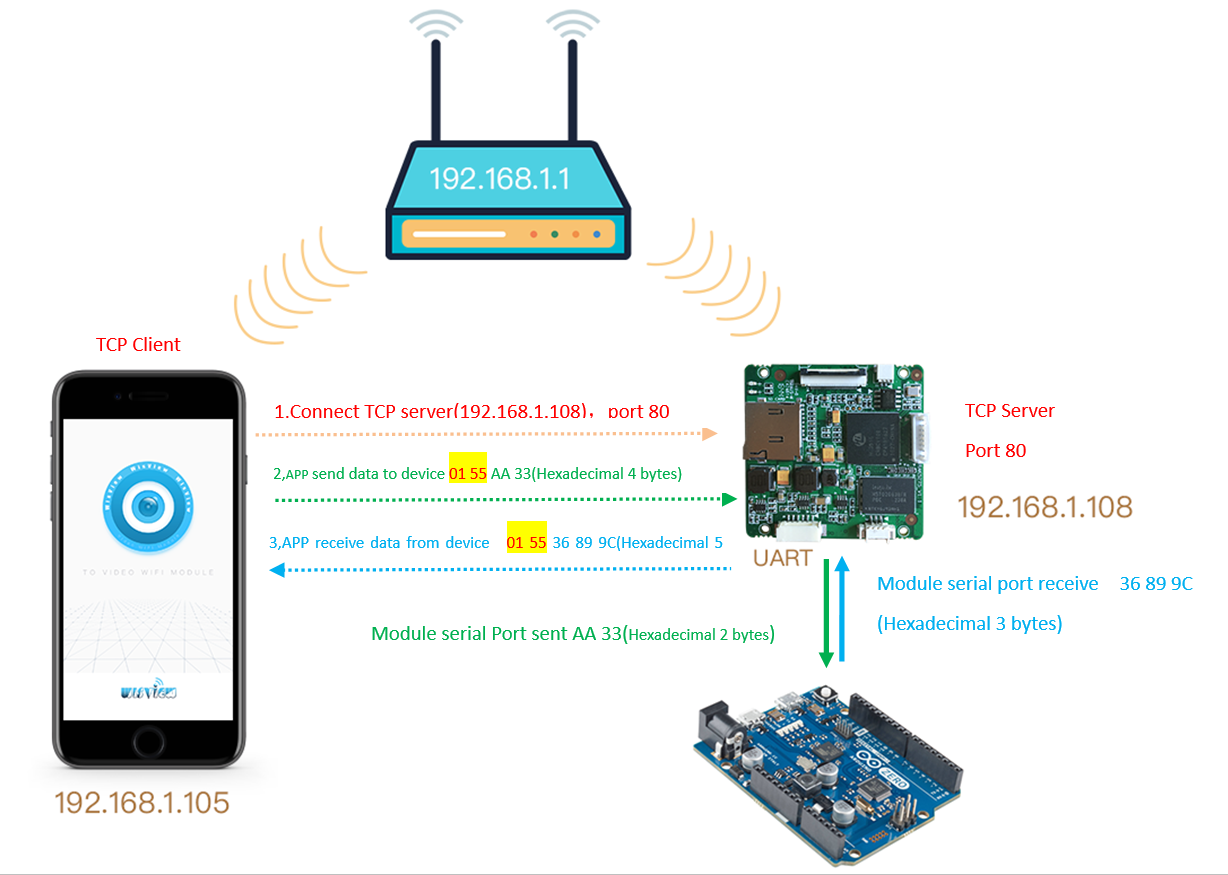 192.168.1.1
TCP Client
1.Connect TCP server(192.168.1.108)，port 80
TCP Server
Port 80
2,APP send data to device 01 55 AA 33(Hexadecimal 4 bytes)
192.168.1.108
3,APP receive data from device 01 55 36 89 9C(Hexadecimal 5
UART
TO VIDEO WIFI MODULE
Module serial port receive 36 89 9C
(Hexadecimal 3 bytes)
Module serial Port sent AA 33(Hexadecimal 2 bytes)
192.168.1.105
ZERO